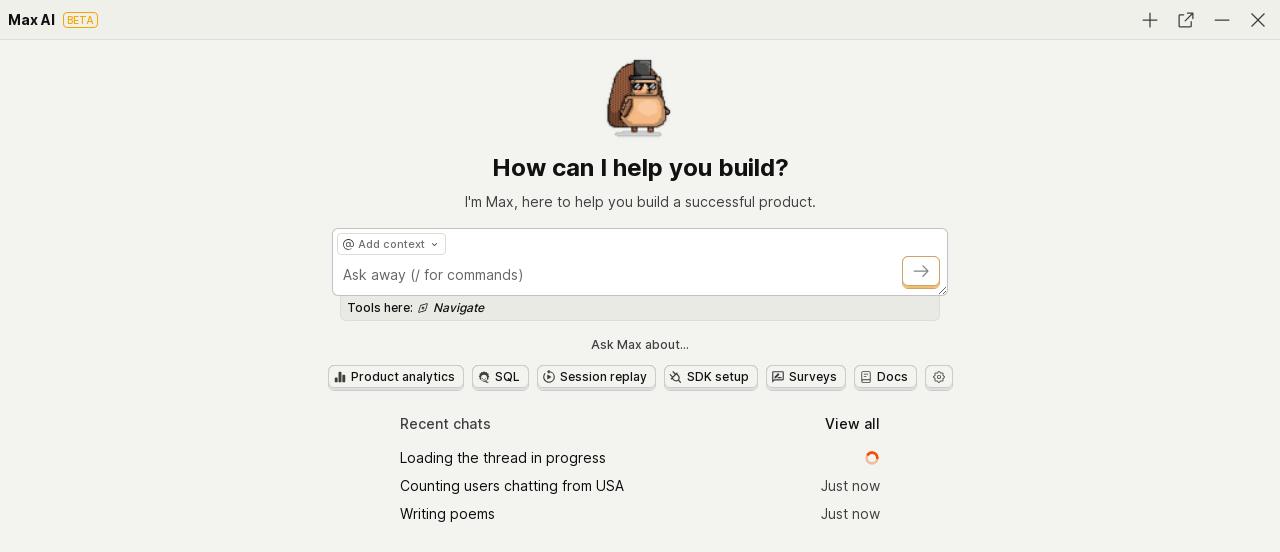 Max AI BETA
How can I help you build?
I'm Max, here to help you build a successful product.
@ Add context
Ask away (/ for commands)
Tools here: Navigate
Ask Max about...
Product analytics SQL Session replay SDK setup Surveys Docs
Recent chats View all
Loading the thread in progress
Counting users chatting from USA Just now
Writing poems Just now